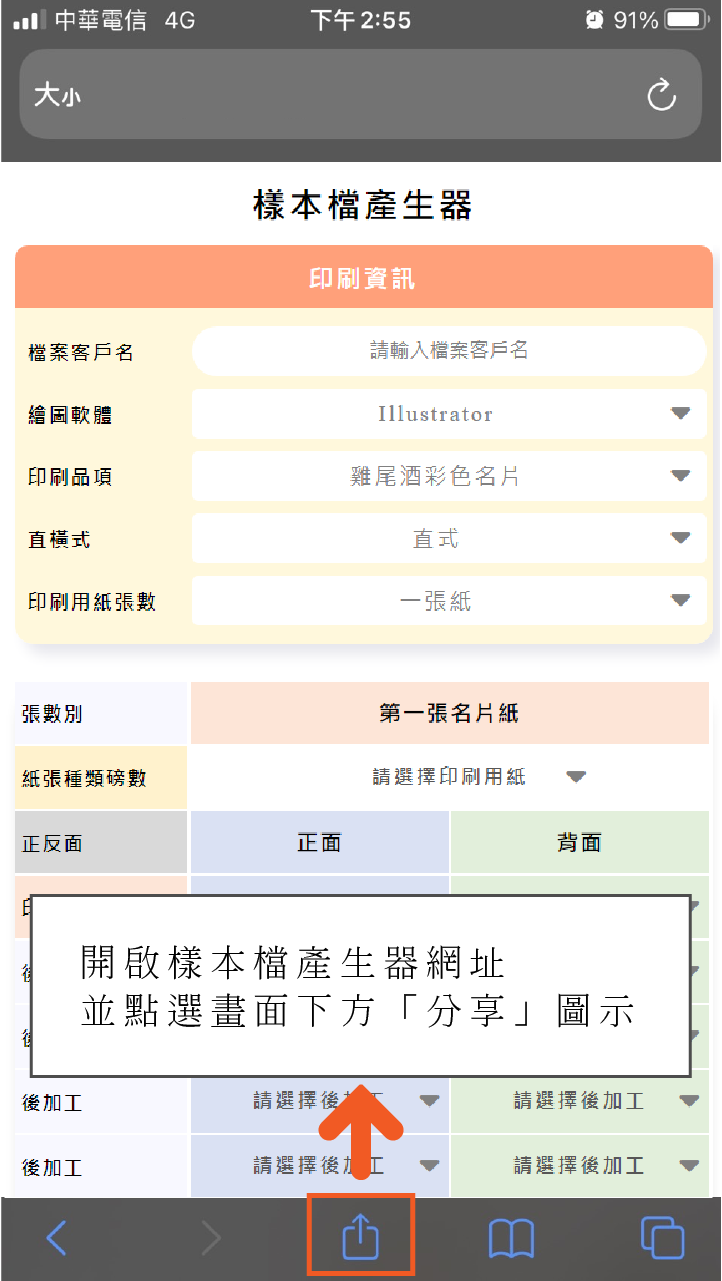 中華電信 4G 下午 2:55 91%
大小
樣本檔產生器
印刷資訊
檔案客戶名 請輸入檔案客戶名
繪圖軟體 Illustrator
印刷品項 雞尾酒彩色名片
直橫式 直式
印刷用紙張數 一張紙
張數別 第一張名片紙
紙張種類磅數 請選擇印刷用紙
正反面 正面 背面
開啟樣本檔產生器網址
並點選畫面下方「分享」圖示
後加工 請選擇後加工 請選擇後加工
後加工 請選擇後加工 請選擇後加工